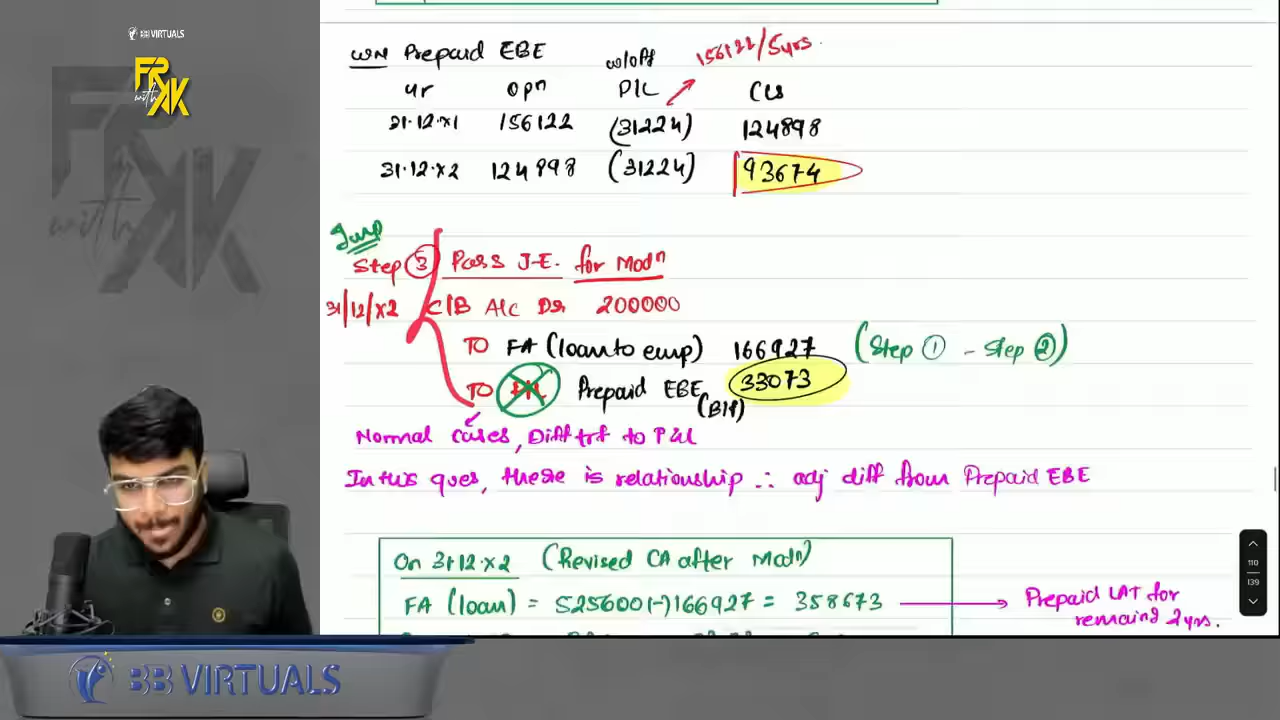 BB VIRTUALS
FR
with
AK
WN Prepaid EBE
156122/5yrs.
yr opn w/off P/L Cls
31.12.x1 156122 (31224) 124898
31.12.x2 124898 (31224) 93674
Imp
Step 3 Pass J.E. for Modn
31/12/x2 C/B A/c Dr 200000
To FA (loan to emp) 166927 (Step 1 - Step 2)
To P/L Prepaid EBE 33073
(B/f)
Normal cases, Diff trf to P&L
In this ques, there is relationship ∴ adj diff from Prepaid EBE
On 31.12.x2 (Revised CA after Modn)
FA (loan) = 525600 (-) 166927 = 358673
Prepaid LAT for
remaing 2yrs.
110
139
BB VIRTUALS